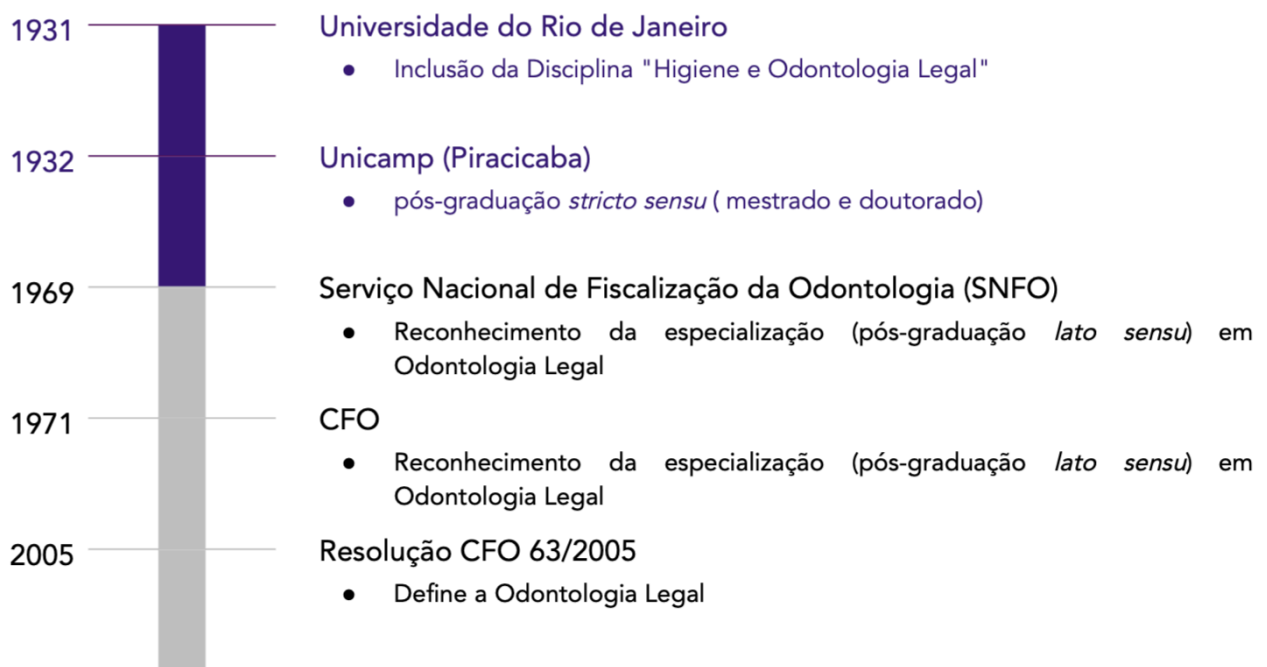 1931
Universidade do Rio de Janeiro
● Inclusão da Disciplina "Higiene e Odontologia Legal"
1932
Unicamp (Piracicaba)
● pós-graduação stricto sensu ( mestrado e doutorado)
1969
Serviço Nacional de Fiscalização da Odontologia (SNFO)
● Reconhecimento da especialização (pós-graduação lato sensu) em
Odontologia Legal
1971
CFO
● Reconhecimento da especialização (pós-graduação lato sensu) em
Odontologia Legal
2005
Resolução CFO 63/2005
● Define a Odontologia Legal